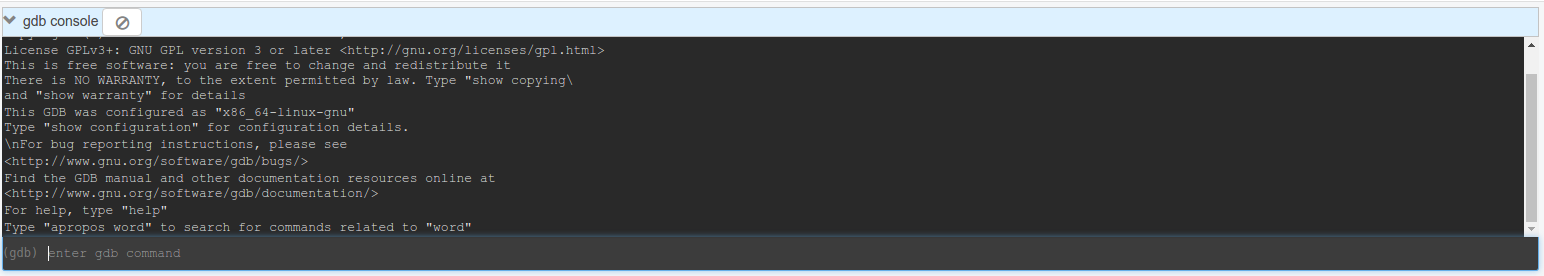 gdb console
License GPLv3+: GNU GPL version 3 or later <http://gnu.org/licenses/gpl.html>
This is free software: you are free to change and redistribute it
There is NO WARRANTY, to the extent permitted by law. Type "show copying\
and "show warranty" for details
This GDB was configured as "x86_64-linux-gnu"
Type "show configuration" for configuration details.
\nFor bug reporting instructions, please see
<http://www.gnu.org/software/gdb/bugs/>
Find the GDB manual and other documentation resources online at
<http://www.gnu.org/software/gdb/documentation/>
For help, type "help"
Type "apropos word" to search for commands related to "word"
(gdb) enter gdb command